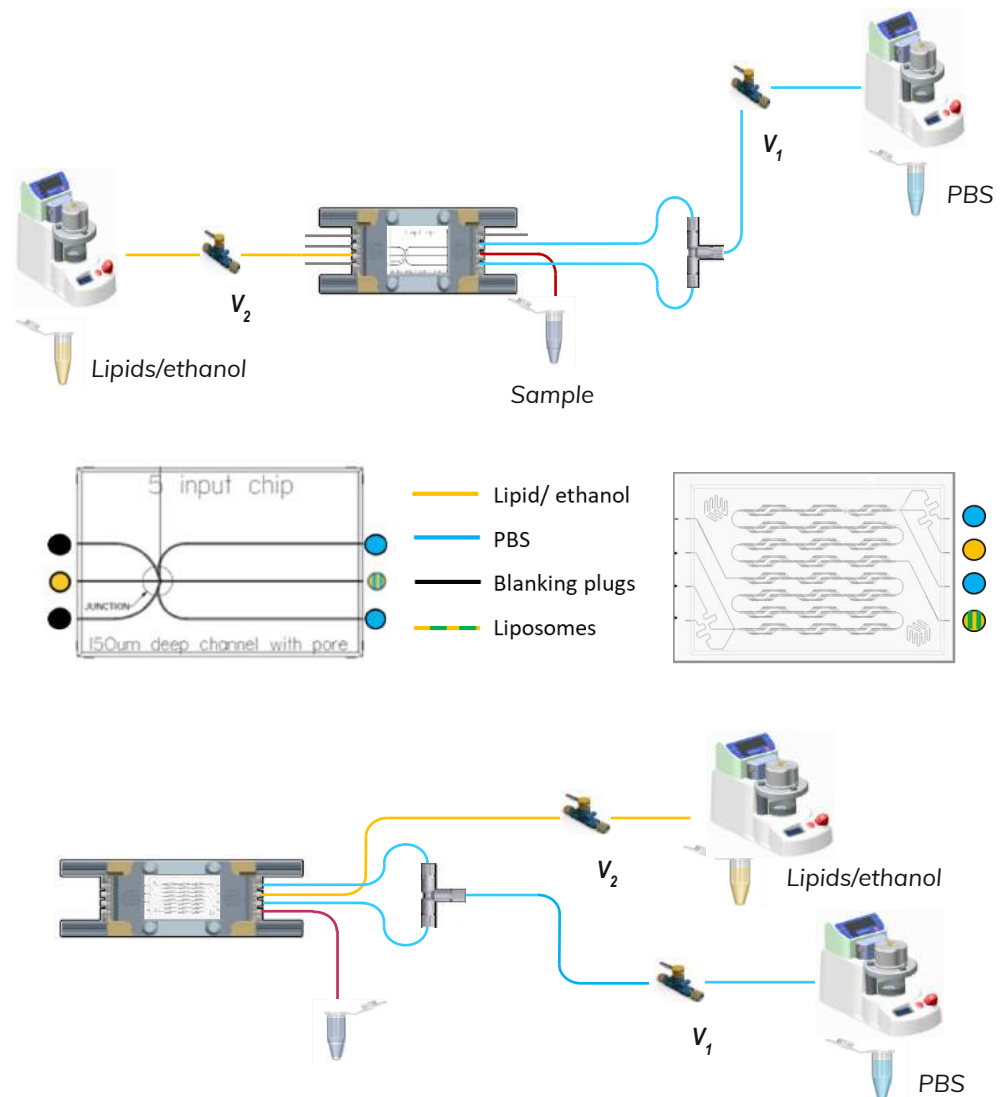 V1
PBS
V2
Lipids/ethanol
Sample
5 input chip
JUNCTION
150um deep channel with pore
Lipid/ ethanol
PBS
Blanking plugs
Liposomes
V2
Lipids/ethanol
V1
PBS